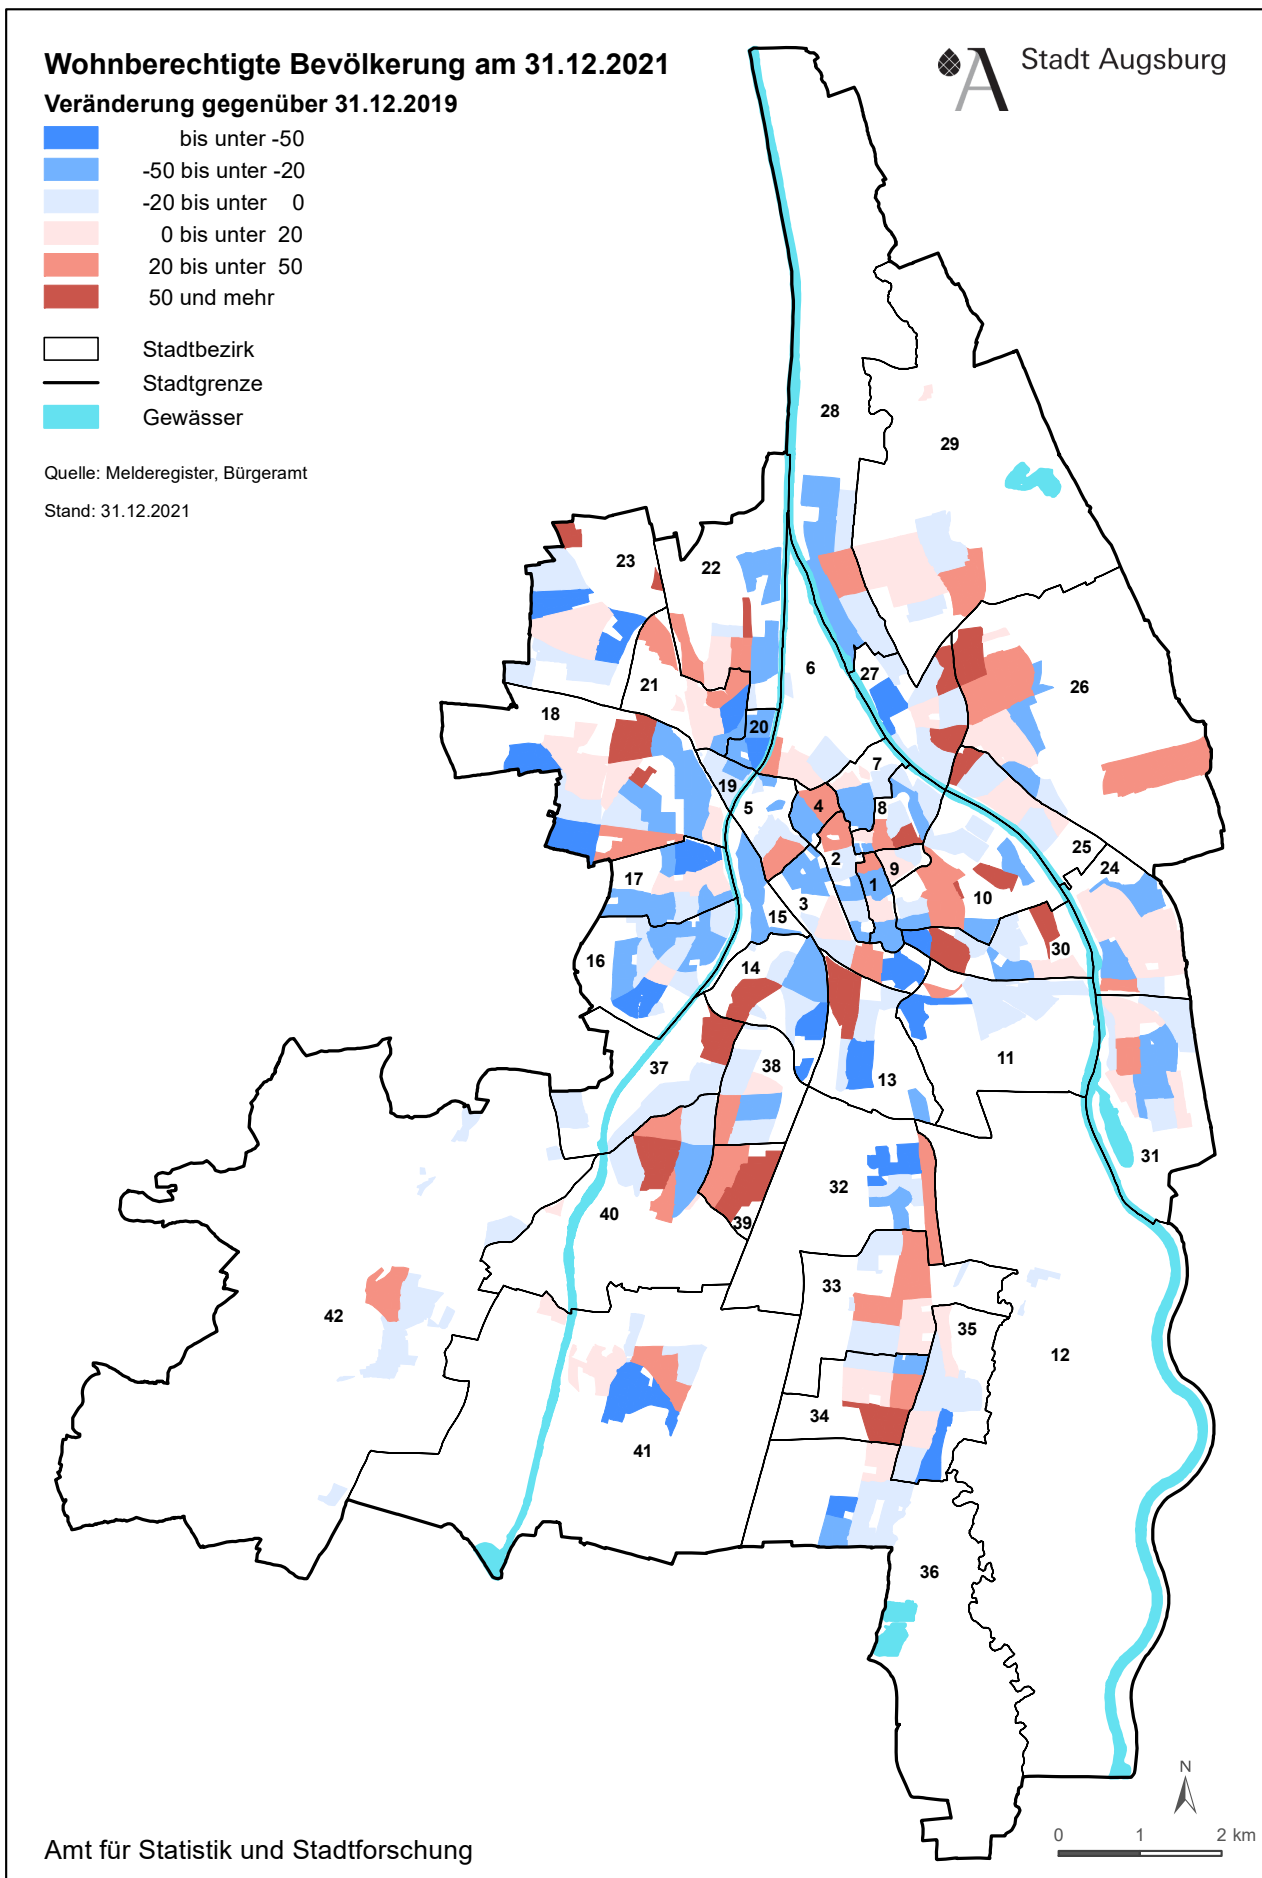 Wohnberechtigte Bevölkerung am 31.12.2021
Veränderung gegenüber 31.12.2019
bis unter -50
-50 bis unter -20
-20 bis unter 0
0 bis unter 20
20 bis unter 50
50 und mehr
Stadtbezirk
Stadtgrenze
Gewässer
Quelle: Melderegister, Bürgeramt
Stand: 31.12.2021
A Stadt Augsburg
28
29
23
22
6
27
26
21
18
20
7
19
5
4
8
2
25
24
17
9
1
10
3
15
30
16
14
11
37
38
13
31
32
40
39
33
42
35
12
34
41
36
N
0 1 2 km
Amt für Statistik und Stadtforschung